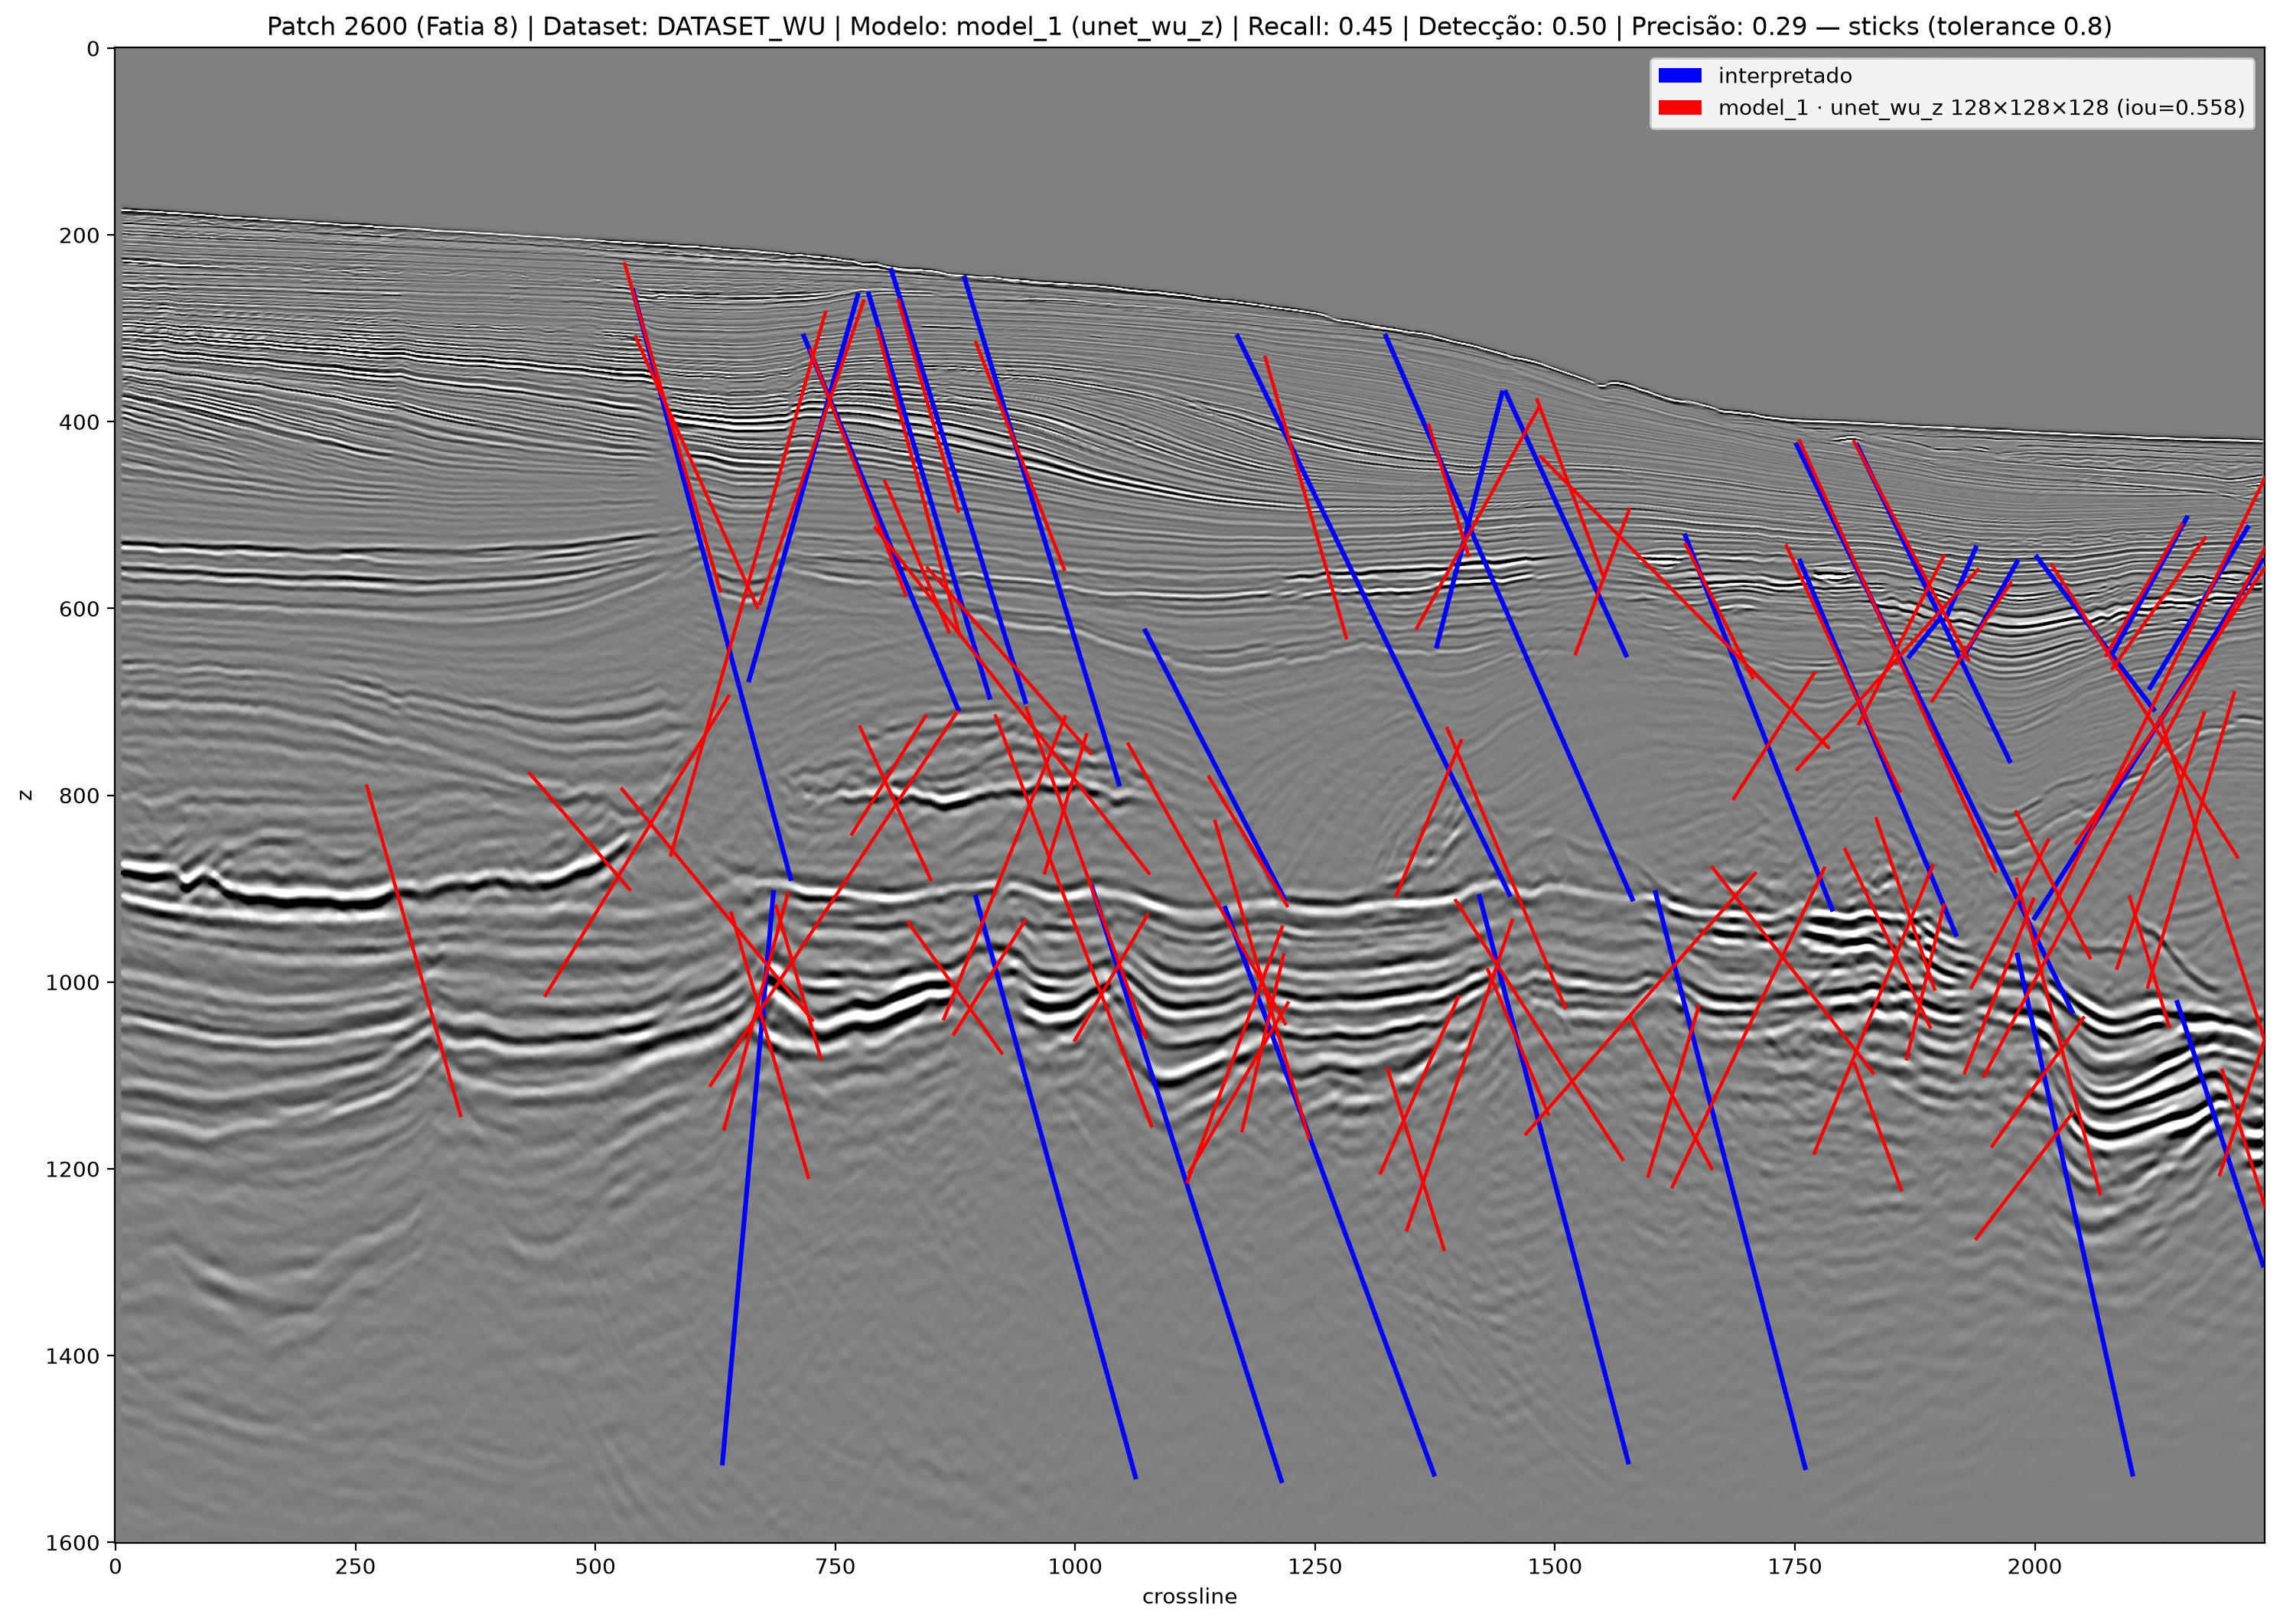 Patch 2600 (Fatia 8) | Dataset: DATASET_WU | Modelo: model_1 (unet_wu_z) | Recall: 0.45 | Detecção: 0.50 | Precisão: 0.29 — sticks (tolerance 0.8)
interpretado
model_1 · unet_wu_z 128×128×128 (iou=0.558)
0
200
400
600
800
1000
1200
1400
1600
z
0 250 500 750 1000 1250 1500 1750 2000
crossline